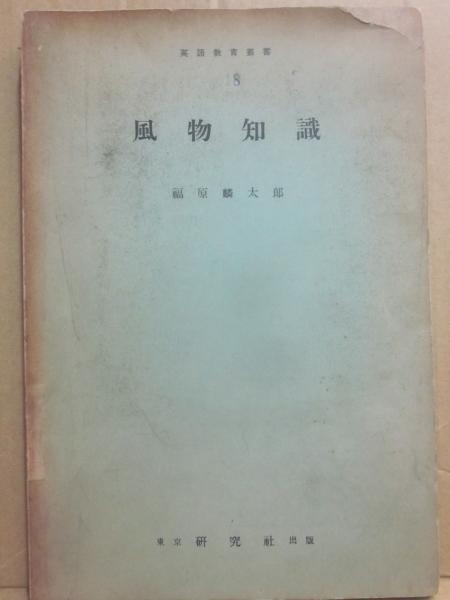 英語教育叢書
8
風物知識
福原麟太郎
東京 研究社 出版